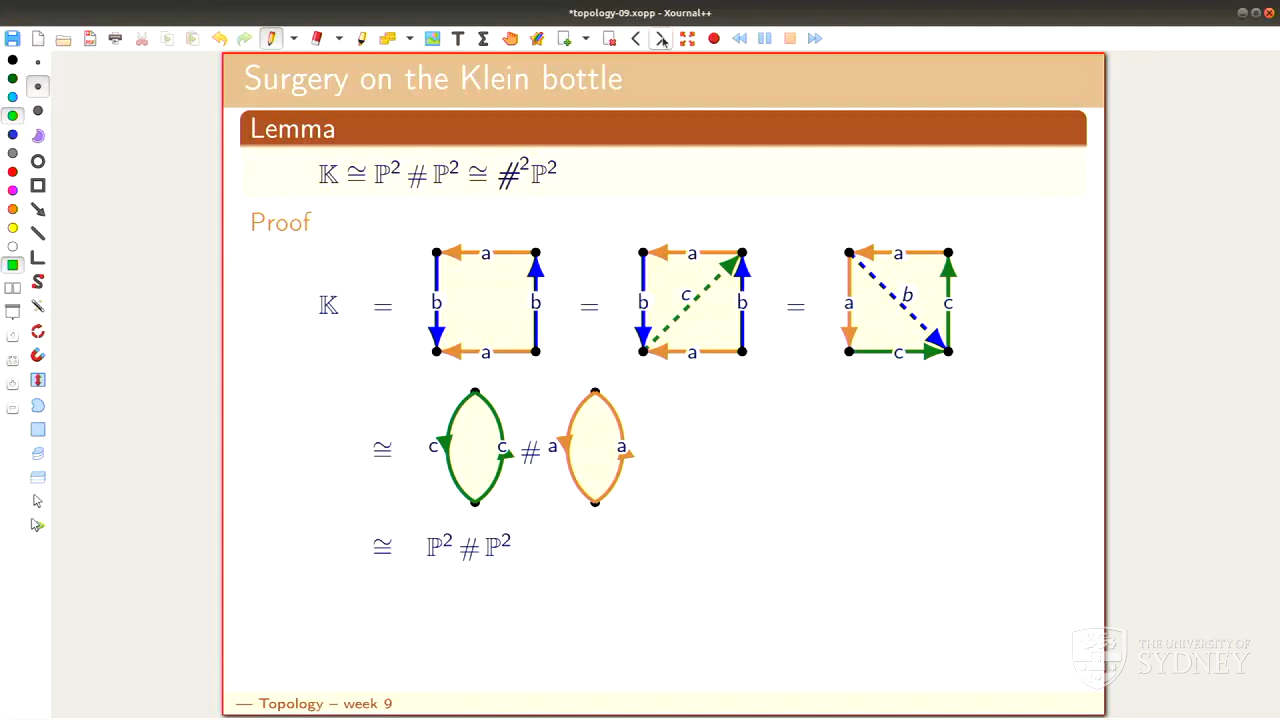 *topology-09.xopp - Xournal++
Surgery on the Klein bottle
Lemma
𝕂 ≅ ℙ² # ℙ² ≅ #²ℙ²
Proof
a a a
𝕂 = b b = b c b = a b c
a a c
≅ c c # a a
≅ ℙ² # ℙ²
THE UNIVERSITY OF
SYDNEY
— Topology – week 9